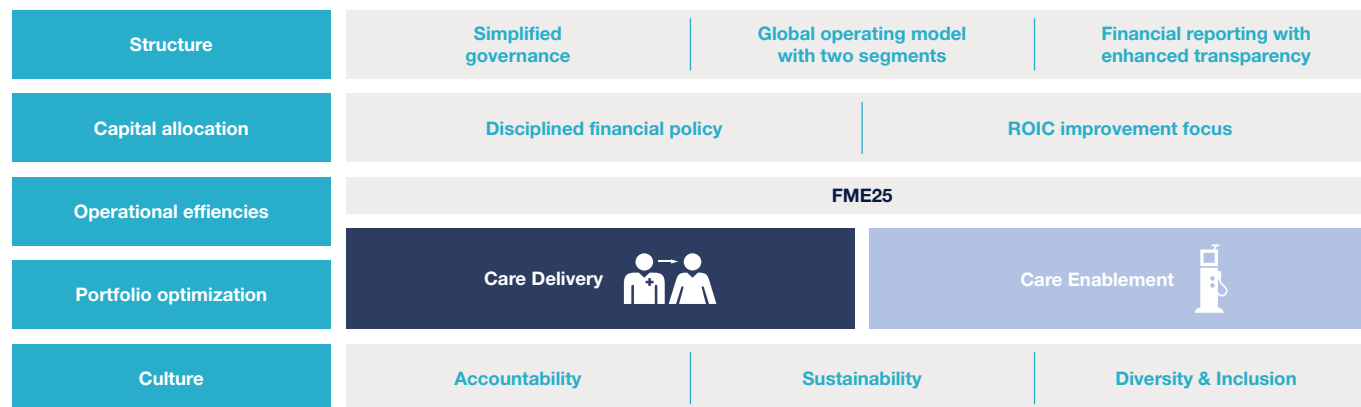 Structure
Simplified
governance
Global operating model
with two segments
Financial reporting with
enhanced transparency
Capital allocation
Disciplined financial policy
ROIC improvement focus
Operational effiencies
FME25
Portfolio optimization
Care Delivery
Care Enablement
Culture
Accountability
Sustainability
Diversity & Inclusion